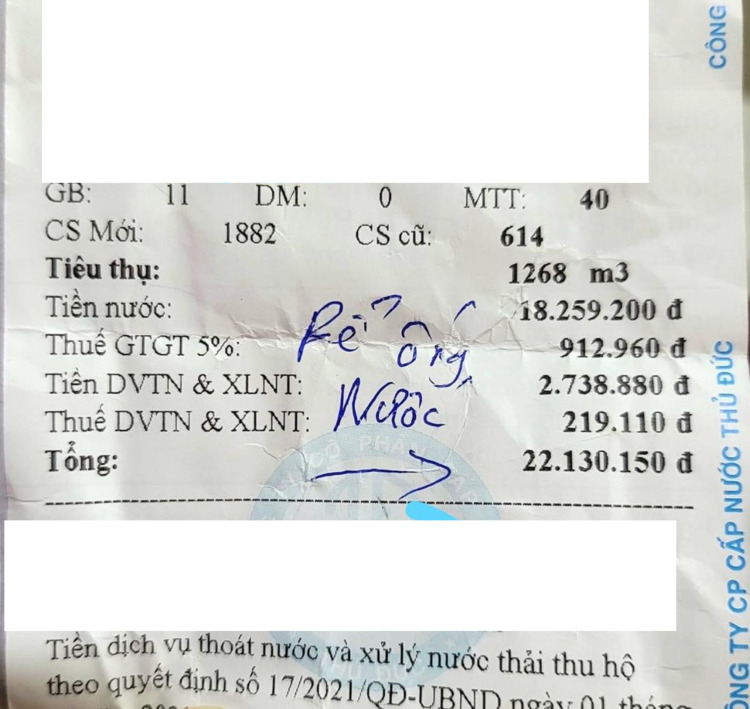 CÔNG
GB: 11 DM: 0 MTT: 40
CS Mới: 1882 CS cũ: 614
Tiêu thụ: 1268 m3
Tiền nước: 18.259.200 đ
Thuế GTGT 5%: 912.960 đ
Tiền DVTN & XLNT: 2.738.880 đ
Thuế DVTN & XLNT: 219.110 đ
Tổng: 22.130.150 đ
Bể ống
Nước
Tiền dịch vụ thoát nước và xử lý nước thải thu hộ
theo quyết định số 17/2021/QĐ-UBND ngày 01 tháng
CÔNG TY CP CẤP NƯỚC THỦ ĐỨC